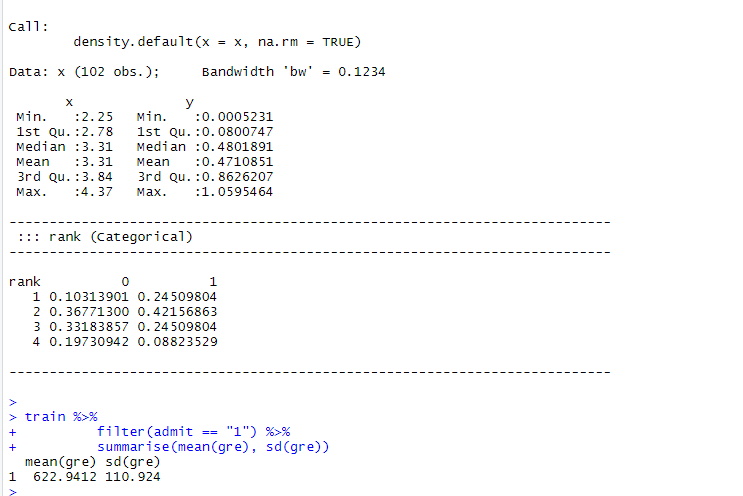 Call:
        density.default(x = x, na.rm = TRUE)
Data: x (102 obs.);     Bandwidth 'bw' = 0.1234
       x              y
 Min.   :2.25   Min.   :0.0005231
 1st Qu.:2.78   1st Qu.:0.0800747
 Median :3.31   Median :0.4801891
 Mean   :3.31   Mean   :0.4710851
 3rd Qu.:3.84   3rd Qu.:0.8626207
 Max.   :4.37   Max.   :1.0595464
---------------------------------------------------------------------------
 ::: rank (Categorical)
---------------------------------------------------------------------------
rank          0          1
   1 0.10313901 0.24509804
   2 0.36771300 0.42156863
   3 0.33183857 0.24509804
   4 0.19730942 0.08823529
---------------------------------------------------------------------------
>
> train %>%
+          filter(admit == "1") %>%
+          summarise(mean(gre), sd(gre))
  mean(gre) sd(gre)
1  622.9412 110.924
>